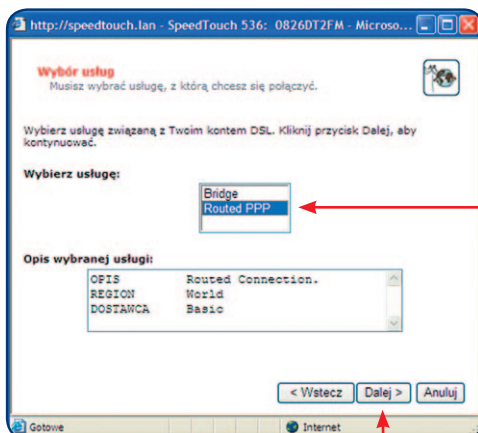 http://speedtouch.lan - SpeedTouch 536: 0826DT2FM - Microso...
Wybór usług
Musisz wybrać usługę, z którą chcesz się połączyć.
Wybierz usługę związaną z Twoim kontem DSL. Kliknij przycisk Dalej, aby
kontynuować.
Wybierz usługę:
Bridge
Routed PPP
Opis wybranej usługi:
OPIS Routed Connection.
REGION World
DOSTAWCA Basic
< Wstecz Dalej > Anuluj
Gotowe Internet